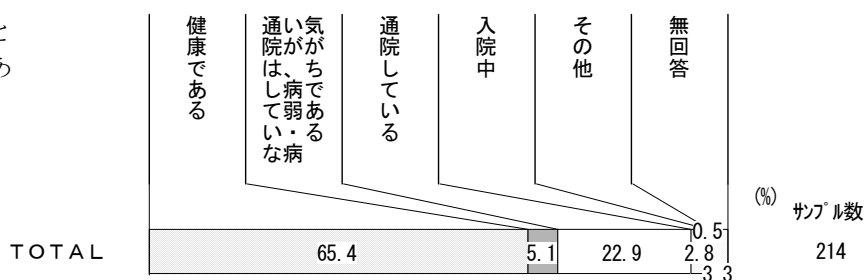 と
あ
健康である
通院はしていな
いが、病弱・病
気がちである
通院している
入院中
その他
無回答
(%)
サンプル数
TOTAL
65.4
5.1
22.9
0.5
2.8
3.3
214